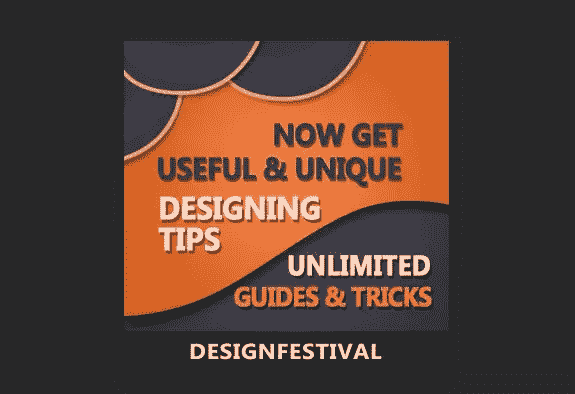 NOW GET
USEFUL & UNIQUE
DESIGNING
TIPS
UNLIMITED
GUIDES & TRICKS
DESIGNFESTIVAL